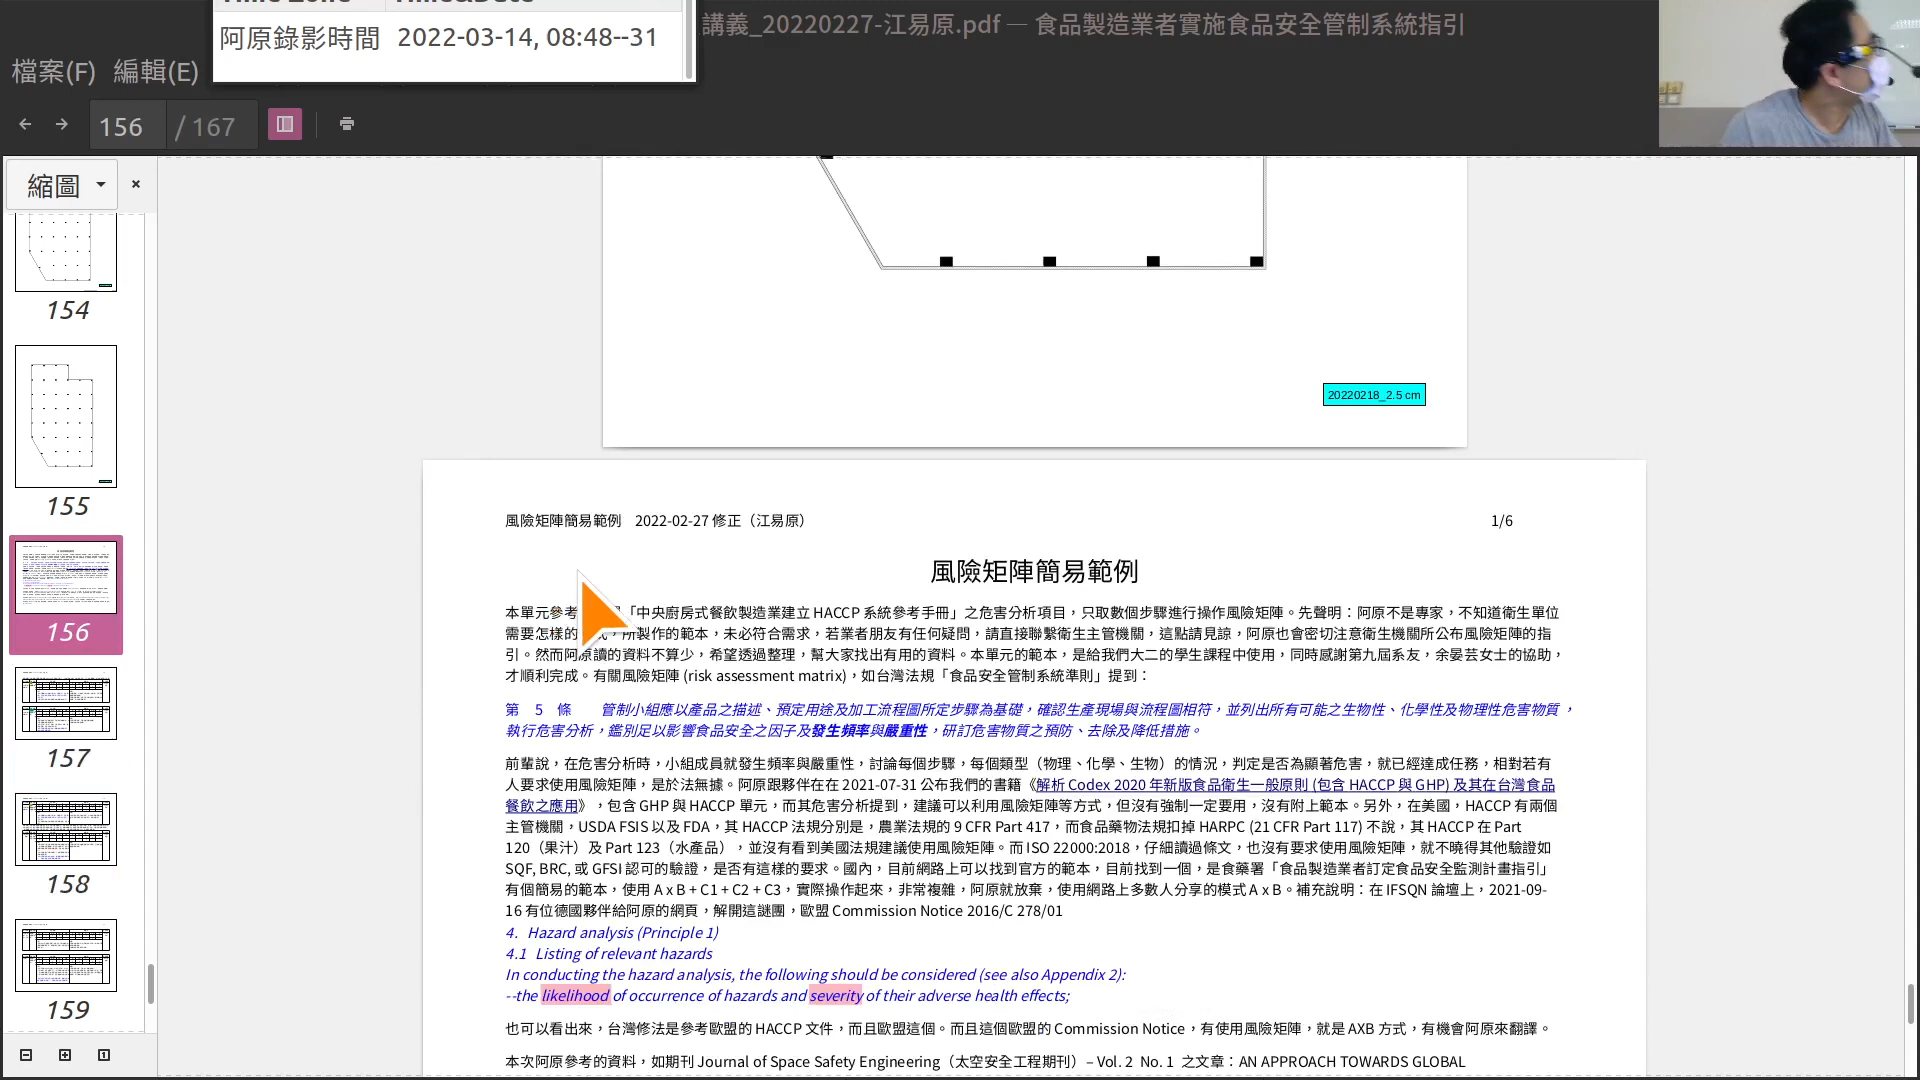 講義_20220227-江易原.pdf — 食品製造業者實施食品安全管制系統指引
阿原錄影時間 2022-03-14, 08:48--31
檔案(F) 編輯(E)
156 / 167
縮圖
154
155
156
157
158
159
20220218_2.5 cm
風險矩陣簡易範例 2022-02-27 修正（江易原） 1/6
風險矩陣簡易範例
本單元參考「中央廚房式餐飲製造業建立 HACCP 系統參考手冊」之危害分析項目，只取數個步驟進行操作風險矩陣。先聲明：阿原不是專家，不知道衛生單位
需要怎樣的，所製作的範本，未必符合需求，若業者朋友有任何疑問，請直接聯繫衛生主管機關，這點請見諒，阿原也會密切注意衛生機關所公布風險矩陣的指
引。然而阿原讀的資料不算少，希望透過整理，幫大家找出有用的資料。本單元的範本，是給我們大二的學生課程中使用，同時感謝第九屆系友，余晏芸女士的協助，
才順利完成。有關風險矩陣 (risk assessment matrix)，如台灣法規「食品安全管制系統準則」提到：
第 5 條 管制小組應以產品之描述、預定用途及加工流程圖所定步驟為基礎，確認生產現場與流程圖相符，並列出所有可能之生物性、化學性及物理性危害物質，
執行危害分析，鑑別足以影響食品安全之因子及發生頻率與嚴重性，研訂危害物質之預防、去除及降低措施。
前輩說，在危害分析時，小組成員就發生頻率與嚴重性，討論每個步驟，每個類型（物理、化學、生物）的情況，判定是否為顯著危害，就已經達成任務，相對若有
人要求使用風險矩陣，是於法無據。阿原跟夥伴在在 2021-07-31 公布我們的書籍《解析 Codex 2020 年新版食品衛生一般原則 (包含 HACCP 與 GHP) 及其在台灣食品
餐飲之應用》，包含 GHP 與 HACCP 單元，而其危害分析提到，建議可以利用風險矩陣等方式，但沒有強制一定要用，沒有附上範本。另外，在美國，HACCP 有兩個
主管機關，USDA FSIS 以及 FDA，其 HACCP 法規分別是，農業法規的 9 CFR Part 417，而食品藥物法規扣掉 HARPC (21 CFR Part 117) 不說，其 HACCP 在 Part
120（果汁）及 Part 123（水產品），並沒有看到美國法規建議使用風險矩陣。而 ISO 22000:2018，仔細讀過條文，也沒有要求使用風險矩陣，就不曉得其他驗證如
SQF, BRC, 或 GFSI 認可的驗證，是否有這樣的要求。國內，目前網路上可以找到官方的範本，目前找到一個，是食藥署「食品製造業者訂定食品安全監測計畫指引」
有個簡易的範本，使用 A x B + C1 + C2 + C3，實際操作起來，非常複雜，阿原就放棄，使用網路上多數人分享的模式 A x B。補充說明：在 IFSQN 論壇上，2021-09-
16 有位德國夥伴給阿原的網頁，解開這謎團，歐盟 Commission Notice 2016/C 278/01
4. Hazard analysis (Principle 1)
4.1 Listing of relevant hazards
In conducting the hazard analysis, the following should be considered (see also Appendix 2):
--the likelihood of occurrence of hazards and severity of their adverse health effects;
也可以看出來，台灣修法是參考歐盟的 HACCP 文件，而且歐盟這個。而且這個歐盟的 Commission Notice，有使用風險矩陣，就是 AXB 方式，有機會阿原來翻譯。
本次阿原參考的資料，如期刊 Journal of Space Safety Engineering（太空安全工程期刊）– Vol. 2 No. 1 之文章：AN APPROACH TOWARDS GLOBAL